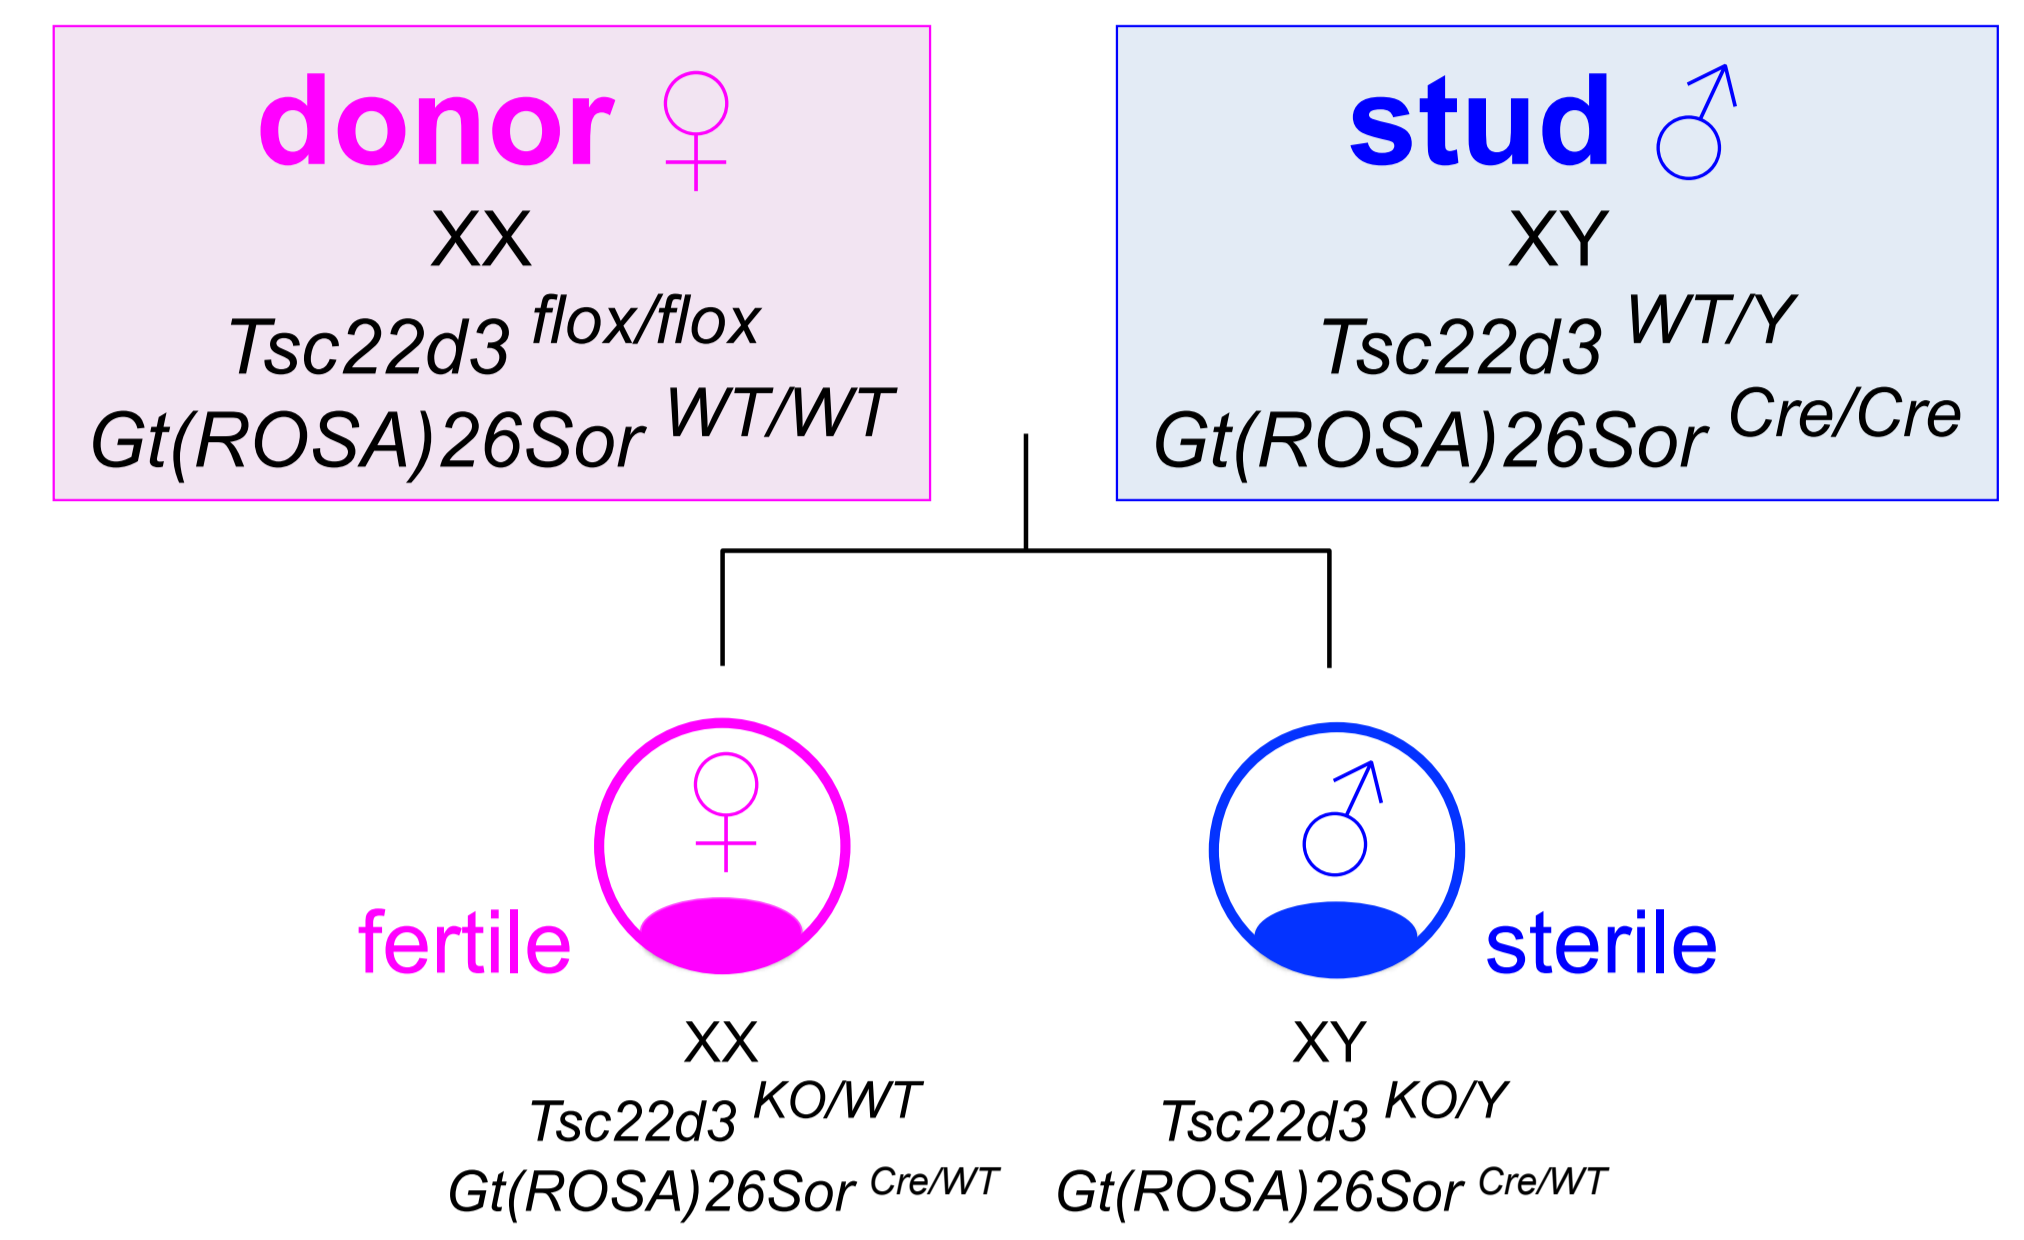 donor ♀
XX
Tsc22d3 flox/flox
Gt(ROSA)26Sor WT/WT
stud ♂
XY
Tsc22d3 WT/Y
Gt(ROSA)26Sor Cre/Cre
♀
fertile
XX
Tsc22d3 KO/WT
Gt(ROSA)26Sor Cre/WT
♂
sterile
XY
Tsc22d3 KO/Y
Gt(ROSA)26Sor Cre/WT